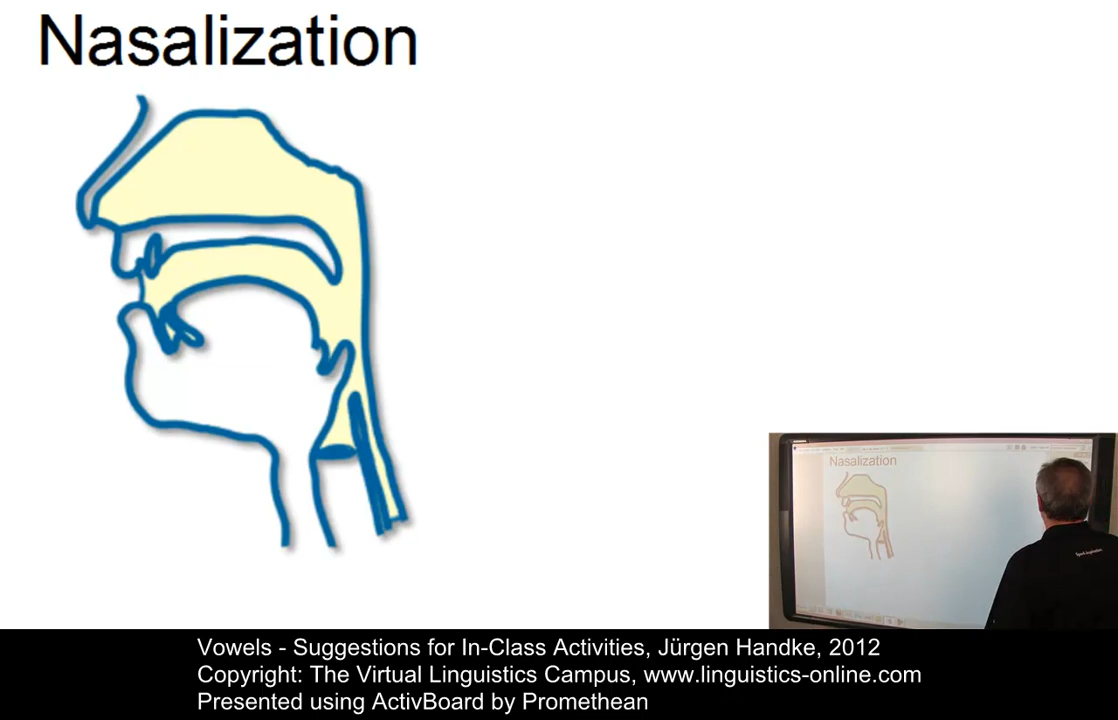 Nasalization
Nasalization
Vowels - Suggestions for In-Class Activities, Jürgen Handke, 2012
Copyright: The Virtual Linguistics Campus, www.linguistics-online.com
Presented using ActivBoard by Promethean